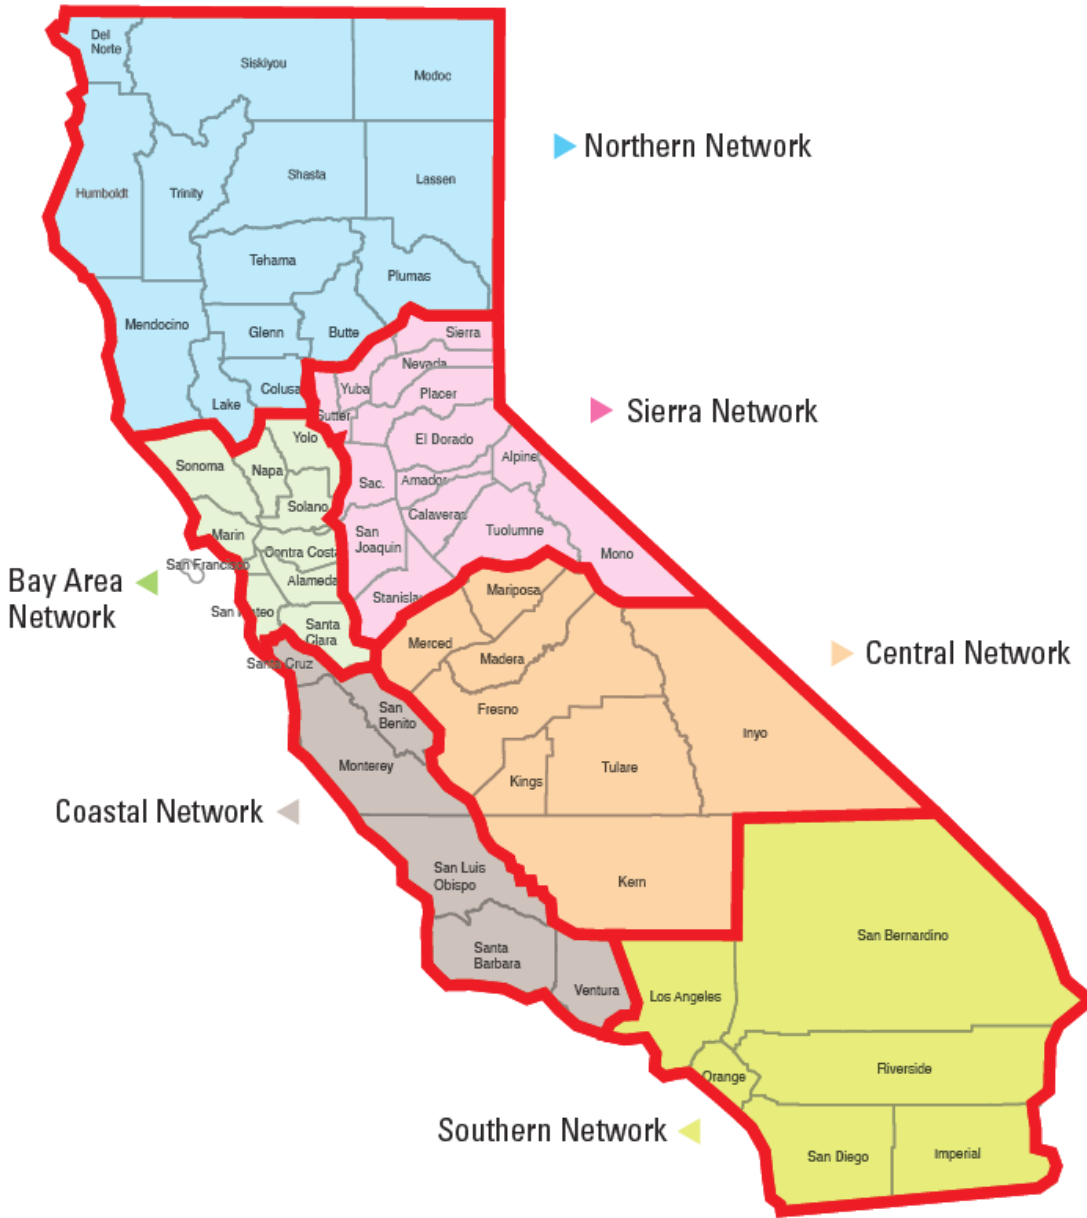 Del
Norte
Siskiyou
Modoc
Northern Network
Humboldt
Trinity
Shasta
Lassen
Tehama
Plumas
Mendocino
Glenn
Butte
Sierra
Nevada
Lake
Colusa
Yuba
Placer
Sutter
Sierra Network
Yolo
El Dorado
Sonoma
Napa
Alpine
Sac.
Amador
Solano
Calaveras
Marin
San
Joaquin
Tuolumne
Contra Costa
Mono
San Francisco
Bay Area
Network
Alameda
Mariposa
Stanislaus
San Mateo
Santa
Clara
Merced
Madera
Central Network
Santa Cruz
San
Benito
Fresno
Inyo
Monterey
Kings
Tulare
Coastal Network
San Luis
Obispo
Kern
San Bernardino
Santa
Barbara
Ventura
Los Angeles
Orange
Riverside
Southern Network
San Diego
Imperial